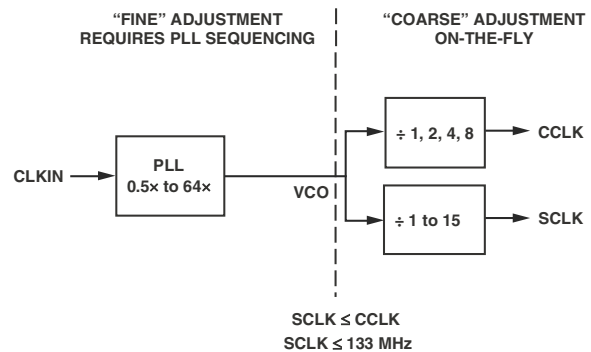 “FINE” ADJUSTMENT
REQUIRES PLL SEQUENCING
“COARSE” ADJUSTMENT
ON-THE-FLY
CLKIN
PLL
0.5× to 64×
VCO
÷ 1, 2, 4, 8
CCLK
÷ 1 to 15
SCLK
SCLK ≤ CCLK
SCLK ≤ 133 MHz